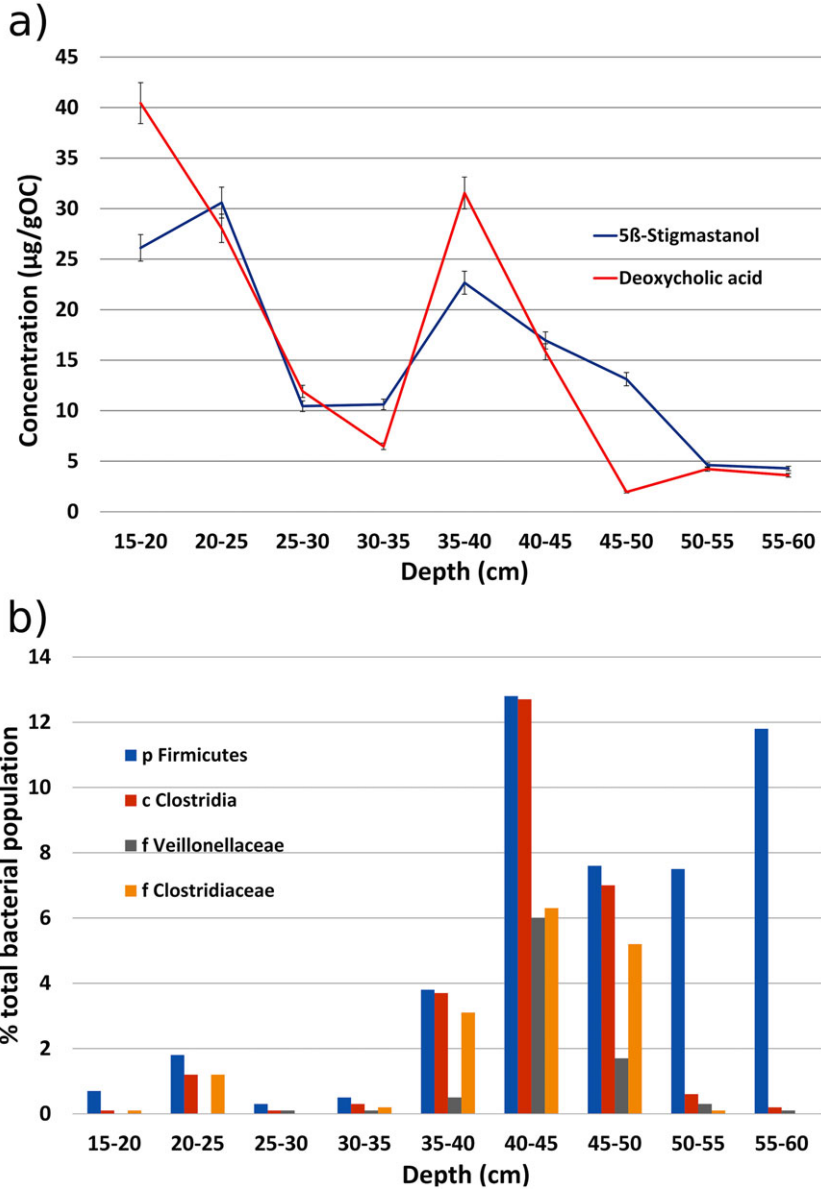 a)
45
40
35
30
25
20
15
10
5
0
Concentration (µg/gOC)
5ß-Stigmastanol
Deoxycholic acid
15-20 20-25 25-30 30-35 35-40 40-45 45-50 50-55 55-60
Depth (cm)
b)
14
12
10
8
6
4
2
0
% total bacterial population
p Firmicutes
c Clostridia
f Veillonellaceae
f Clostridiaceae
15-20 20-25 25-30 30-35 35-40 40-45 45-50 50-55 55-60
Depth (cm)